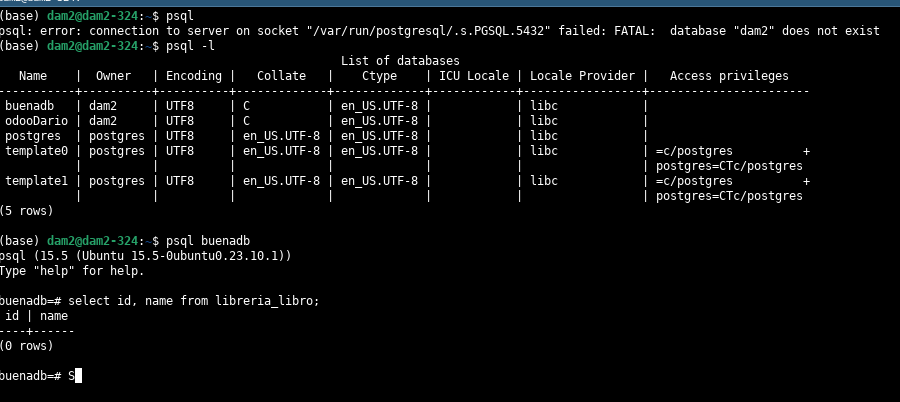 (base) dam2@dam2-324:~$ psql
psql: error: connection to server on socket "/var/run/postgresql/.s.PGSQL.5432" failed: FATAL:  database "dam2" does not exist
(base) dam2@dam2-324:~$ psql -l
                                                List of databases
   Name    |  Owner   | Encoding |   Collate   |    Ctype    | ICU Locale | Locale Provider |   Access privileges
-----------+----------+----------+-------------+-------------+------------+-----------------+-----------------------
 buenadb   | dam2     | UTF8     | C           | en_US.UTF-8 |            | libc            |
 odooDario | dam2     | UTF8     | C           | en_US.UTF-8 |            | libc            |
 postgres  | postgres | UTF8     | en_US.UTF-8 | en_US.UTF-8 |            | libc            |
 template0 | postgres | UTF8     | en_US.UTF-8 | en_US.UTF-8 |            | libc            | =c/postgres          +
           |          |          |             |             |            |                 | postgres=CTc/postgres
 template1 | postgres | UTF8     | en_US.UTF-8 | en_US.UTF-8 |            | libc            | =c/postgres          +
           |          |          |             |             |            |                 | postgres=CTc/postgres
(5 rows)
(base) dam2@dam2-324:~$ psql buenadb
psql (15.5 (Ubuntu 15.5-0ubuntu0.23.10.1))
Type "help" for help.
buenadb=# select id, name from libreria_libro;
 id | name
----+------
(0 rows)
buenadb=# S